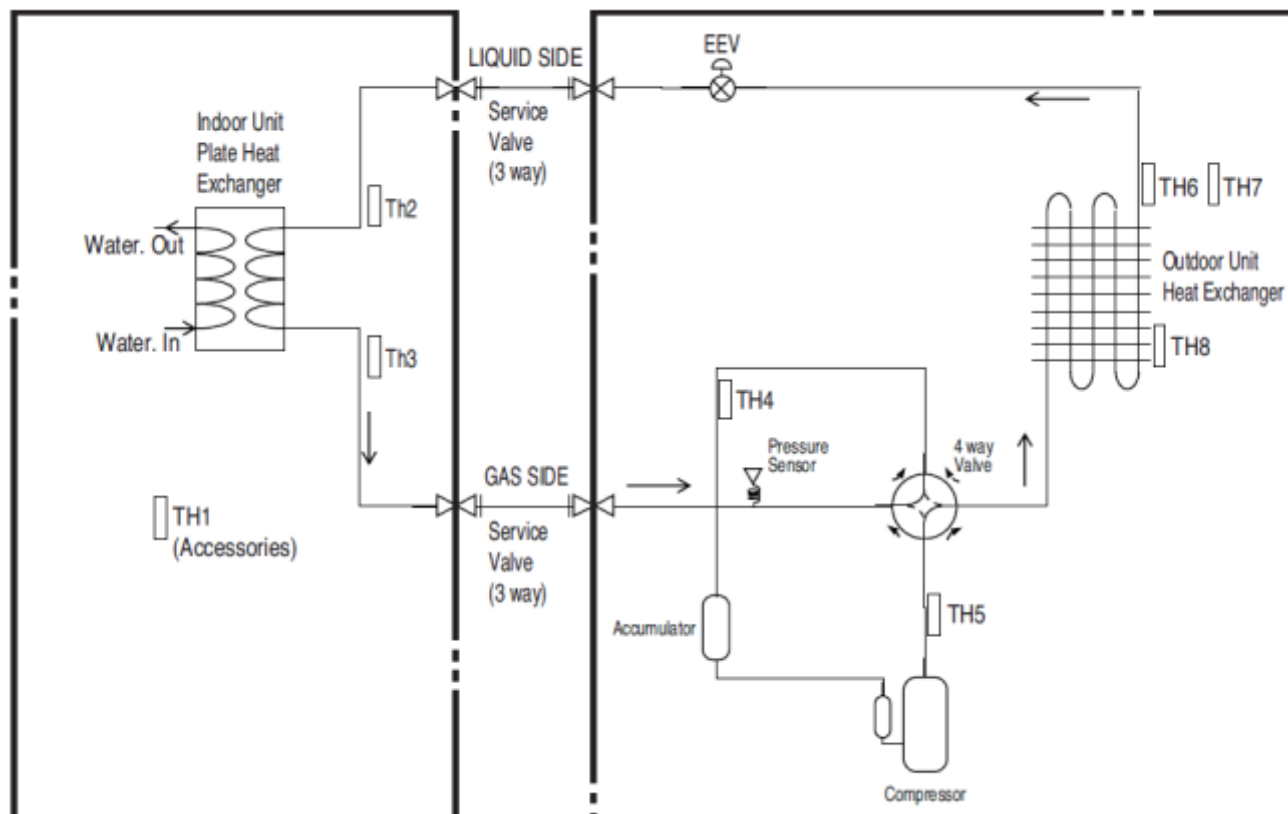 LIQUID SIDE
EEV
Service
Valve
(3 way)
Indoor Unit
Plate Heat
Exchanger
Th2
TH6
TH7
Water. Out
Outdoor Unit
Heat Exchanger
Water. In
Th3
TH8
TH4
Pressure
Sensor
4 way
Valve
GAS SIDE
TH1
(Accessories)
Service
Valve
(3 way)
Accumulator
TH5
Compressor